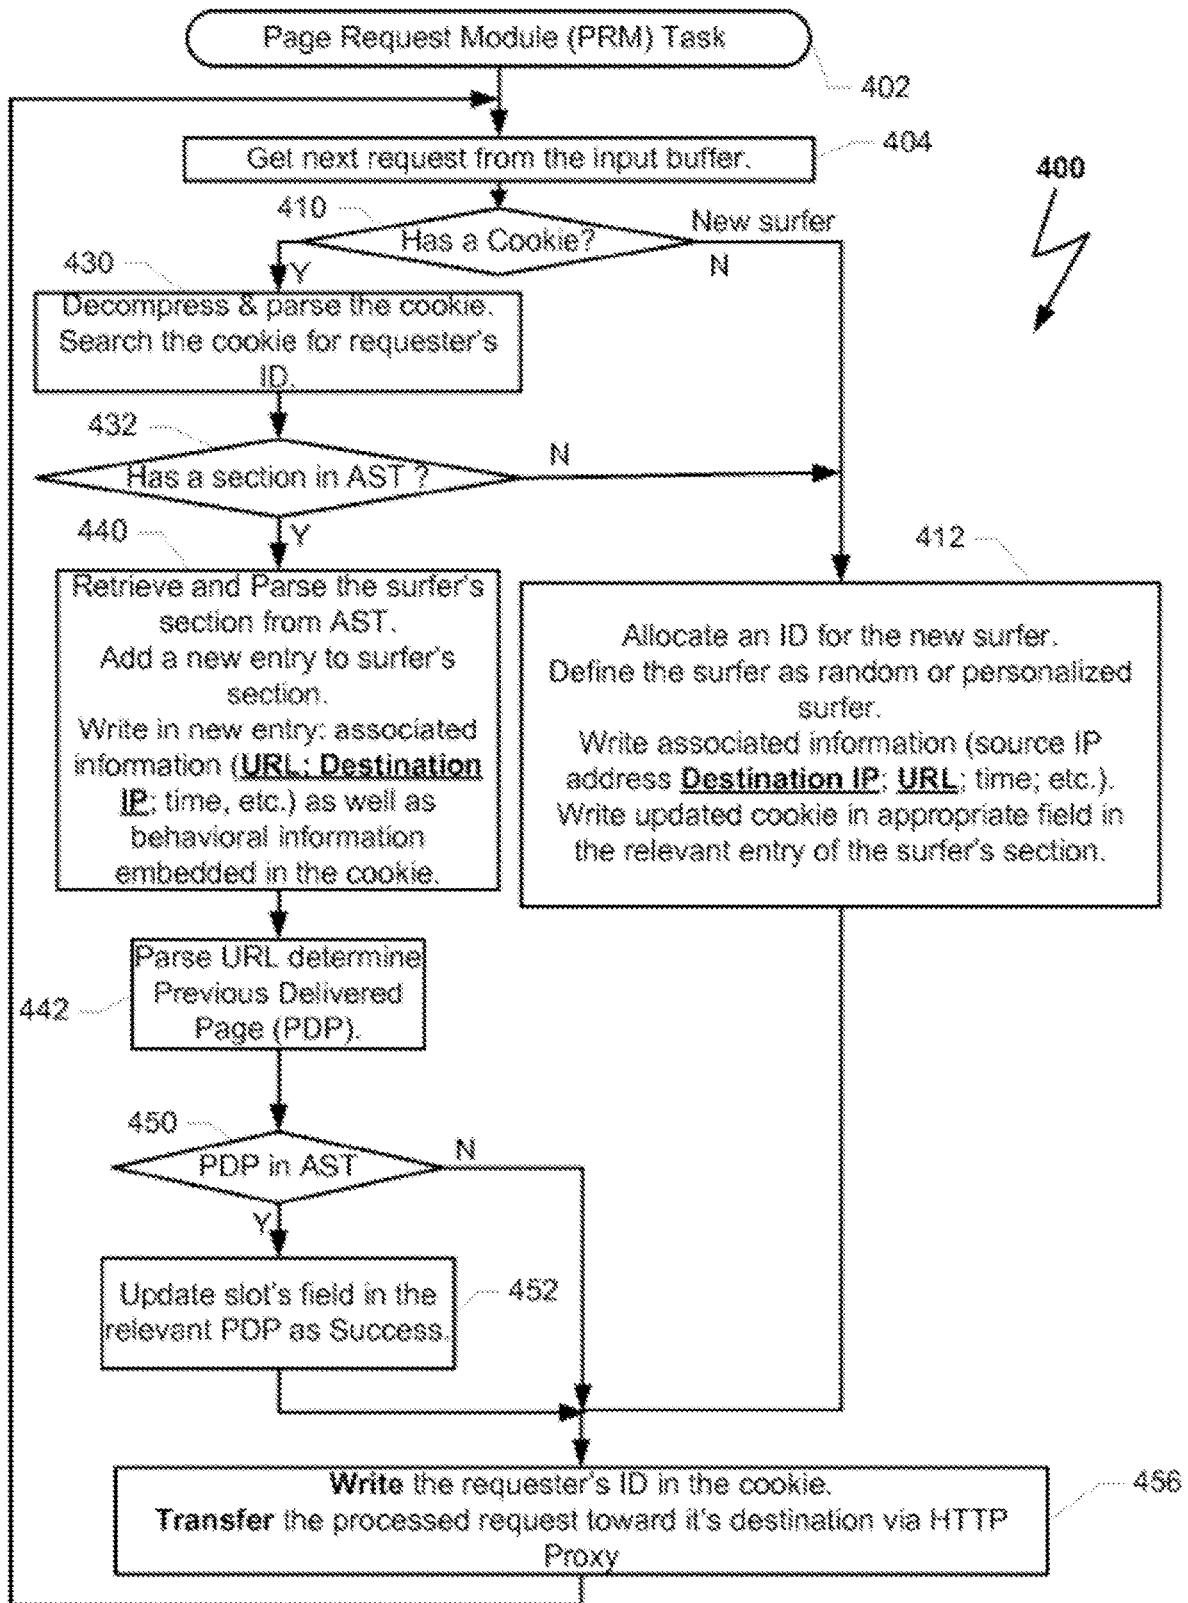 Page Request Module (PRM) Task
402
Get next request from the input buffer.
404
400
410
Has a Cookie?
New surfer
N
Y
430
Decompress & parse the cookie.
Search the cookie for requester's
ID.
432
Has a section in AST ?
N
Y
440
Retrieve and Parse the surfer's
section from AST.
Add a new entry to surfer's
section.
Write in new entry: associated
information (URL; Destination
IP; time, etc.) as well as
behavioral information
embedded in the cookie.
412
Allocate an ID for the new surfer.
Define the surfer as random or personalized
surfer.
Write associated information (source IP
address Destination IP; URL; time; etc.).
Write updated cookie in appropriate field in
the relevant entry of the surfer's section.
Parse URL determine
Previous Delivered
Page (PDP).
442
450
PDP in AST
N
Y
Update slot's field in the
relevant PDP as Success.
452
Write the requester's ID in the cookie.
Transfer the processed request toward it's destination via HTTP
Proxy
456